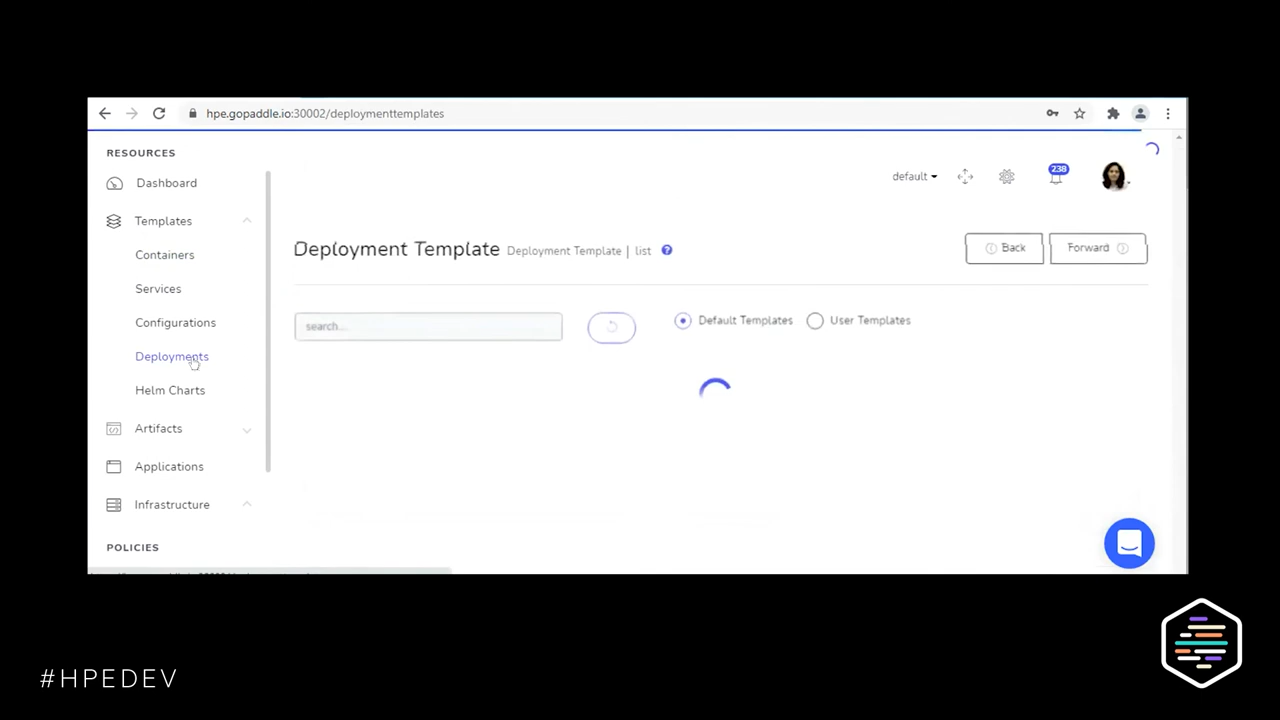 hpe.gopaddle.io:30002/deploymenttemplates
RESOURCES
Dashboard
default
238
Templates
Containers
Deployment Template Deployment Template | list ?
Back Forward
Services
Configurations
search...
Default Templates User Templates
Deployments
Helm Charts
Artifacts
Applications
Infrastructure
POLICIES
#HPEDEV